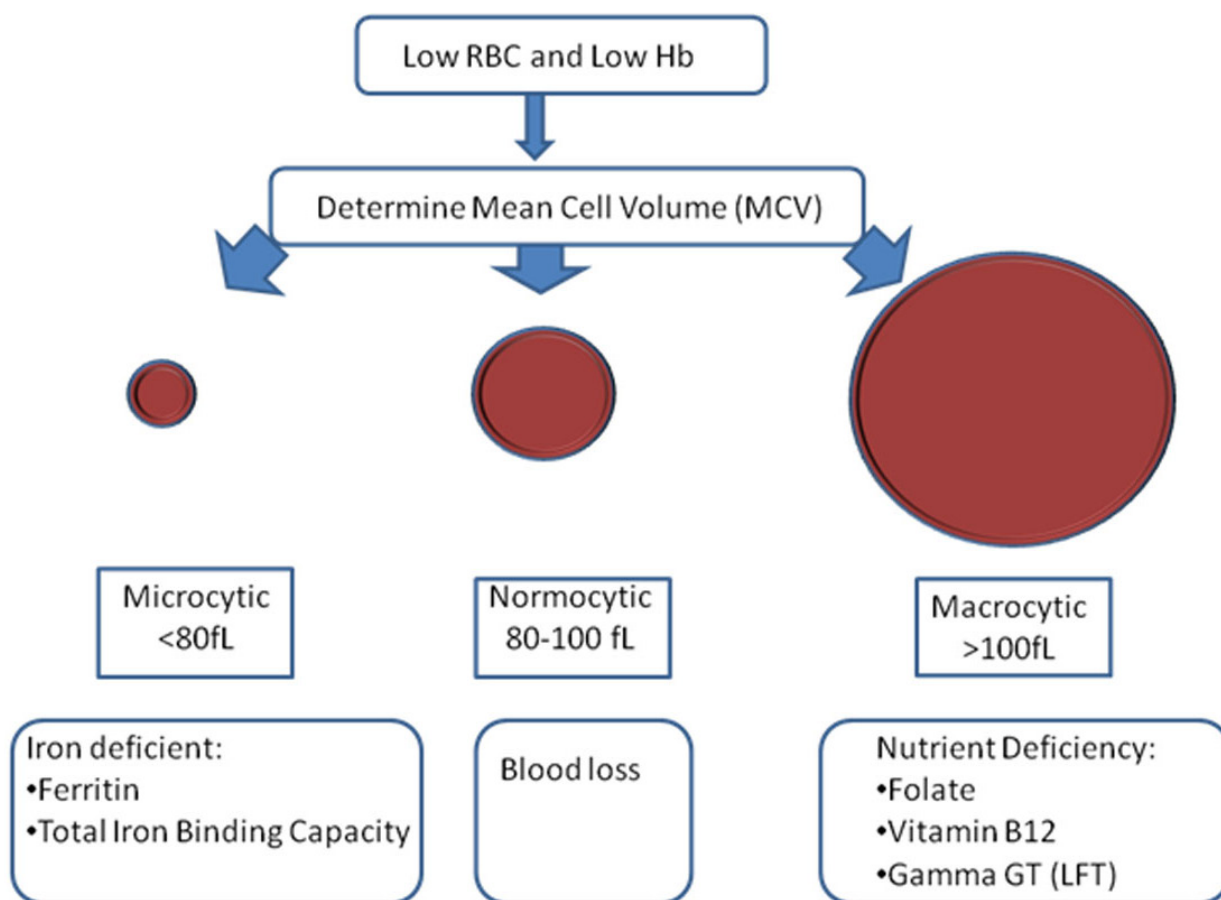 Low RBC and Low Hb
Determine Mean Cell Volume (MCV)
Microcytic
<80fL
Normocytic
80-100 fL
Macrocytic
>100fL
Iron deficient:
•Ferritin
•Total Iron Binding Capacity
Blood loss
Nutrient Deficiency:
•Folate
•Vitamin B12
•Gamma GT (LFT)